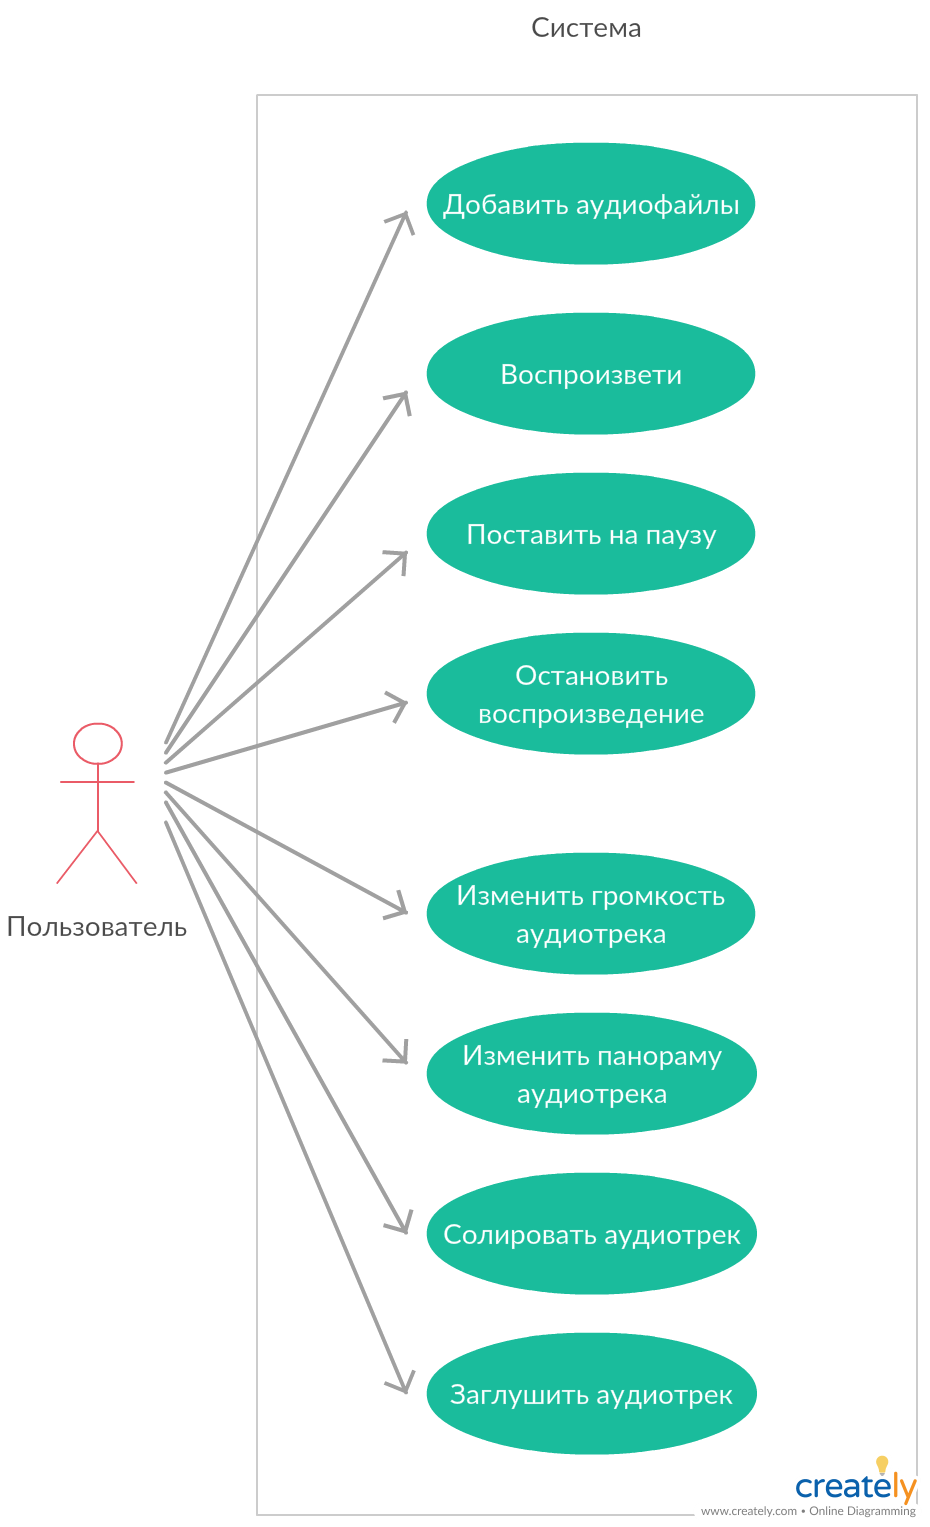 Система
Добавить аудиофайлы
Воспроизвети
Поставить на паузу
Остановить
воспроизведение
Пользователь
Изменить громкость
аудиотрека
Изменить панораму
аудиотрека
Солировать аудиотрек
Заглушить аудиотрек
creately
www.creately.com • Online Diagramming